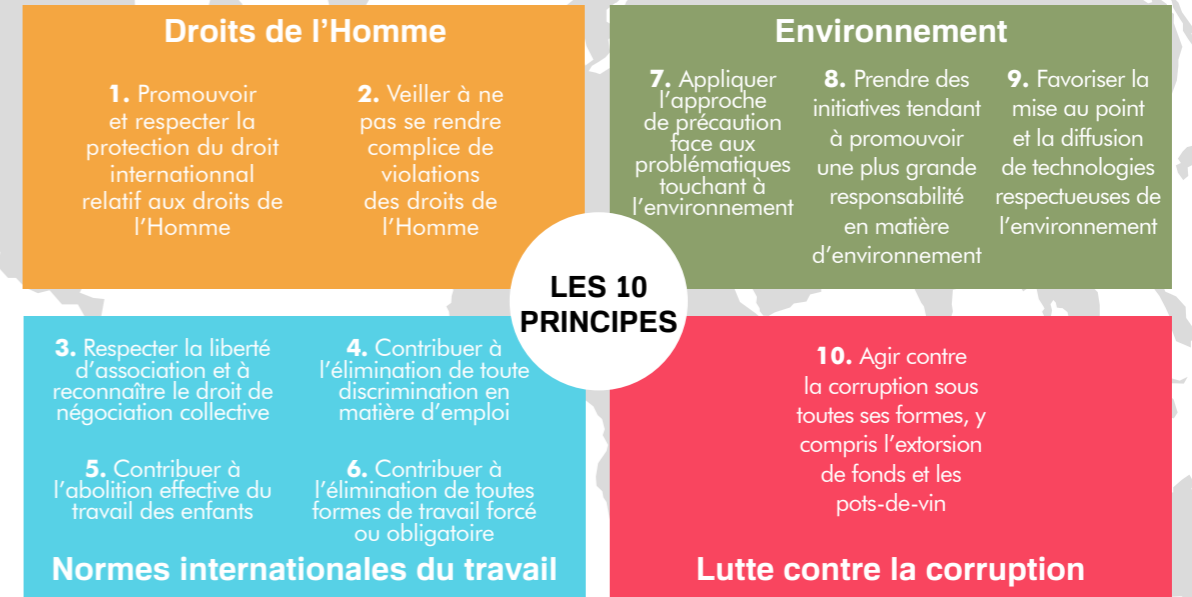 Droits de l'Homme
1. Promouvoir
et respecter la
protection du droit
internationnal
relatif aux droits de
l'Homme
2. Veiller à ne
pas se rendre
complice de
violations
des droits de
l'Homme
Environnement
7. Appliquer
l'approche
de précaution
face aux
problématiques
touchant à
l'environnement
8. Prendre des
initiatives tendant
à promouvoir
une plus grande
responsabilité
en matière
d'environnement
9. Favoriser la
mise au point
et la diffusion
de technologies
respectueuses de
l'environnement
LES 10
PRINCIPES
3. Respecter la liberté
d'association et à
reconnaître le droit de
négociation collective
4. Contribuer à
l'élimination de toute
discrimination en
matière d'emploi
5. Contribuer à
l'abolition effective du
travail des enfants
6. Contribuer à
l'élimination de toutes
formes de travail forcé
ou obligatoire
Normes internationales du travail
10. Agir contre
la corruption sous
toutes ses formes, y
compris l'extorsion
de fonds et les
pots-de-vin
Lutte contre la corruption